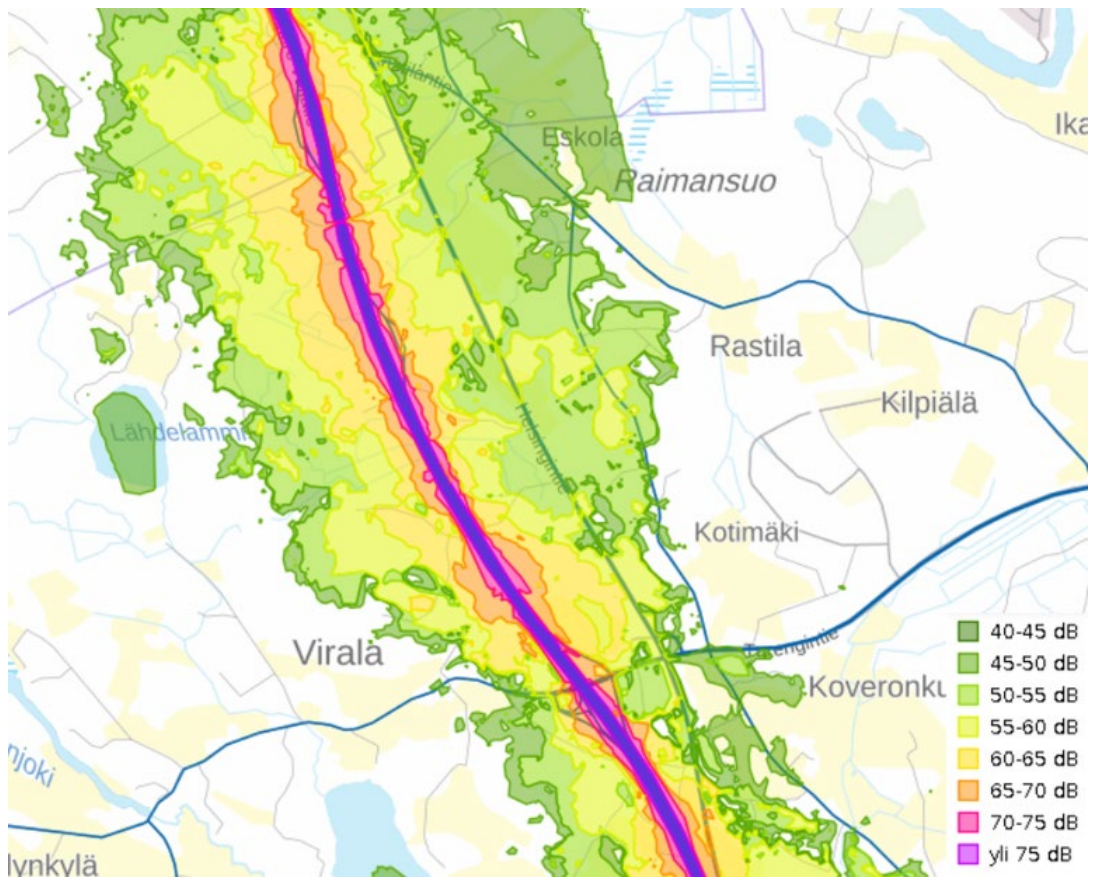 Eskola
Ika
Raimansuo
Rastila
Kilpiälä
Lähdelammi
Helsingintie
Kotimäki
Virala
Koveronku
njoki
lynkylä
40-45 dB
45-50 dB
50-55 dB
55-60 dB
60-65 dB
65-70 dB
70-75 dB
yli 75 dB